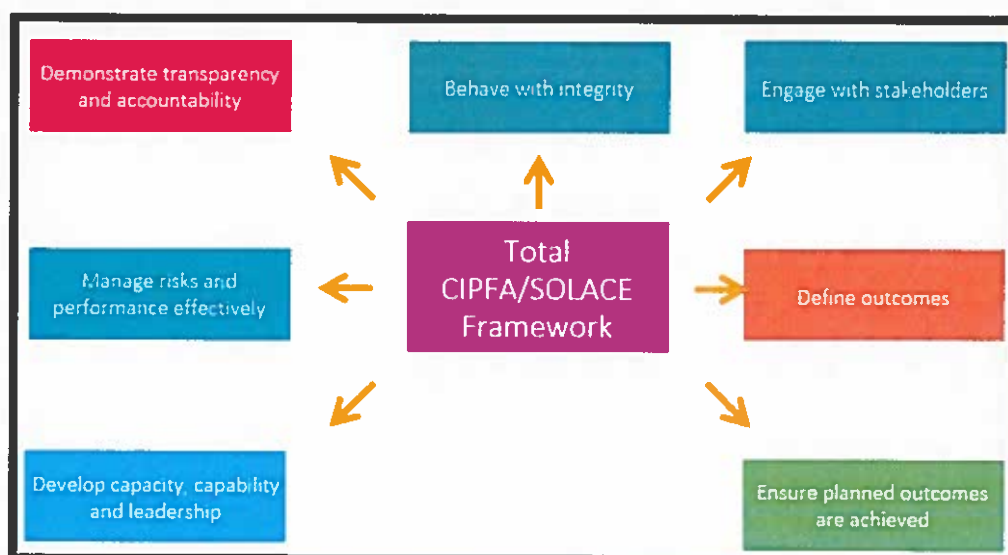 Demonstrate transparency
and accountability
Behave with integrity
Engage with stakeholders
Total
CIPFA/SOLACE
Framework
Manage risks and
performance effectively
Define outcomes
Develop capacity, capability
and leadership
Ensure planned outcomes
are achieved